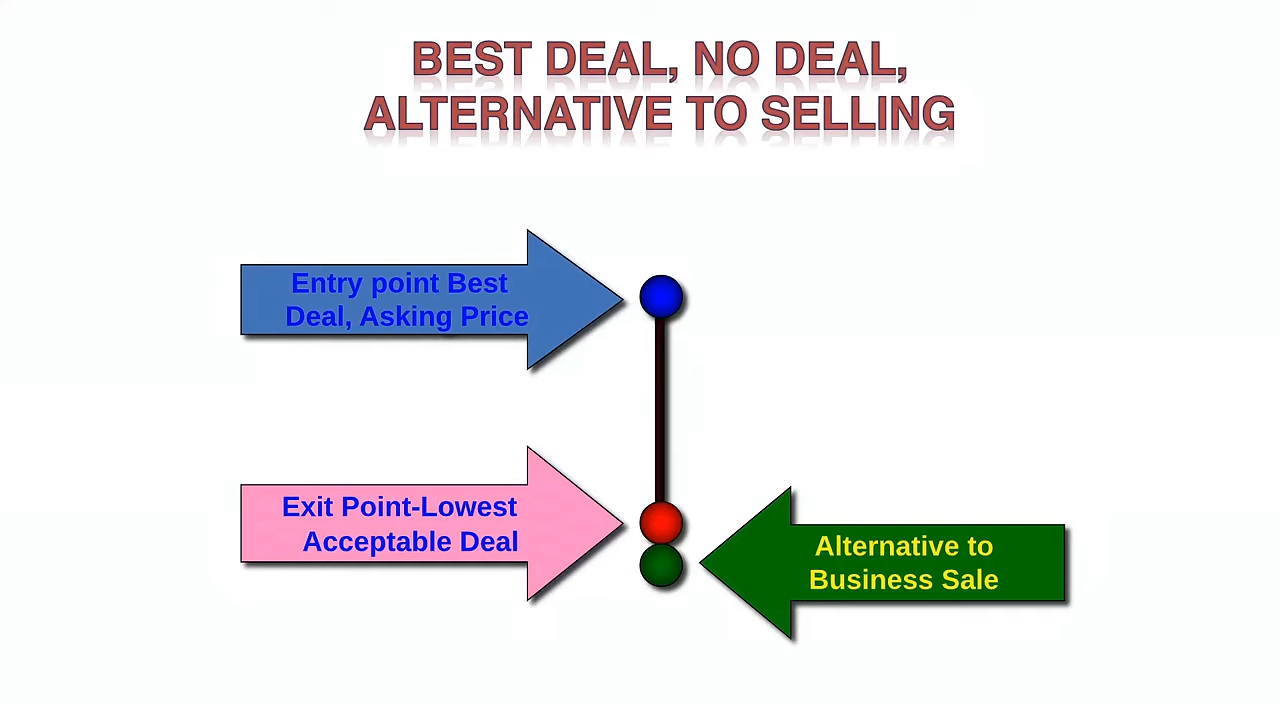 BEST DEAL, NO DEAL,
ALTERNATIVE TO SELLING
Entry point Best
Deal, Asking Price
Exit Point-Lowest
Acceptable Deal
Alternative to
Business Sale